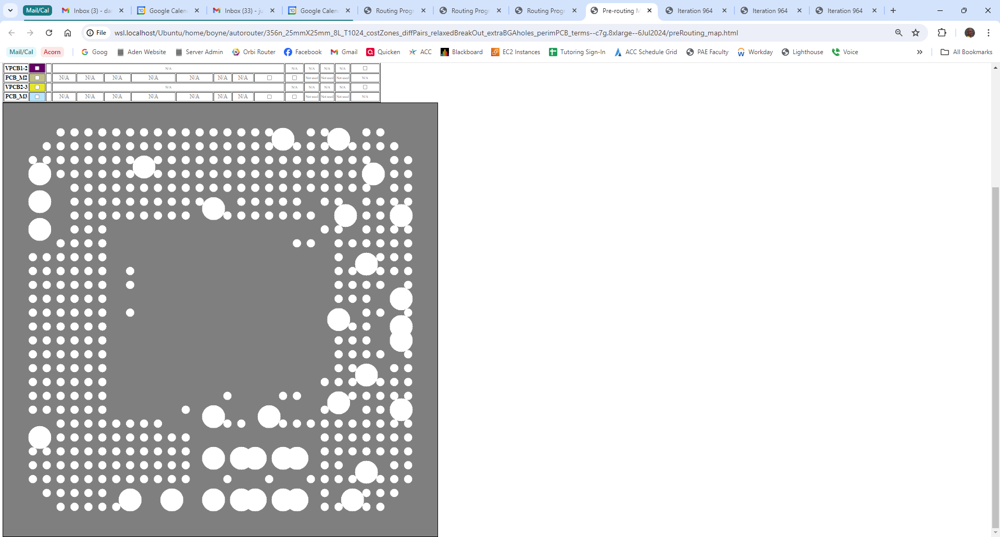 Mail/Cal Inbox (3) - da Google Calen Inbox (33) - ju Google Calen Routing Prog Routing Prog Routing Prog Pre-routing M Iteration 964 Iteration 964 Iteration 964
File wsl.localhost/Ubuntu/home/boyne/autorouter/356n_25mmX25mm_8L_T1024_costZones_diffPairs_relaxedBreakOut_extraBGAholes_perimPCB_terms--c7g.8xlarge--6Jul2024/preRouting_map.html
Mail/Cal Acorn Goog Aden Website Server Admin Orbi Router Facebook Gmail Quicken ACC Blackboard EC2 Instances Tutoring Sign-In ACC Schedule Grid PAE Faculty Workday Lighthouse Voice » All Bookmarks
VPCB1-2 N/A N/A N/A N/A N/A
PCB_M2 N/A N/A N/A N/A N/A N/A N/A Not used Not used Not used N/A
VPCB2-3 N/A N/A N/A N/A N/A
PCB_M3 N/A N/A N/A N/A N/A N/A N/A Not used Not used Not used N/A